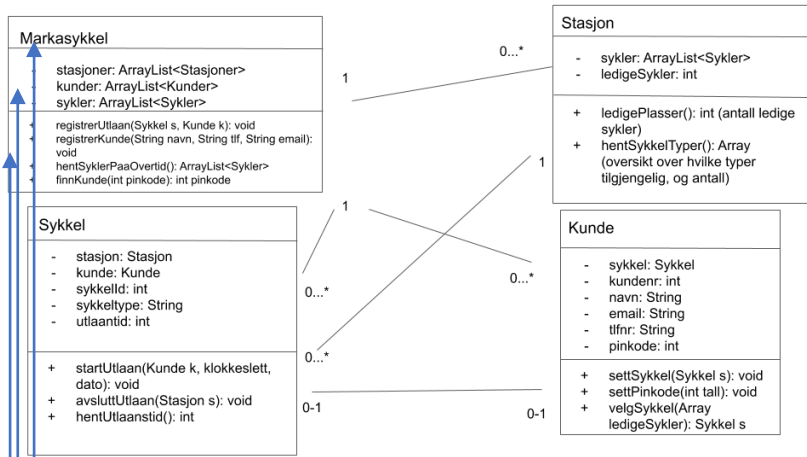 Markasykkel
- stasjoner: ArrayList<Stasjoner>
- kunder: ArrayList<Kunder>
- sykler: ArrayList<Sykler>
+ registrerUtlaan(Sykkel s, Kunde k): void
+ registrerKunde(String navn, String tlf, String email):
void
+ hentSyklerPaaOvertid(): ArrayList<Sykler>
+ finnKunde(int pinkode): int pinkode
Stasjon
- sykler: ArrayList<Sykler>
- ledigeSykler: int
+ ledigePlasser(): int (antall ledige
sykler)
+ hentSykkelTyper(): Array
(oversikt over hvilke typer
tilgjengelig, og antall)
1
0...*
Sykkel
- stasjon: Stasjon
- kunde: Kunde
- sykkelId: int
- sykkeltype: String
- utlaantid: int
+ startUtlaan(Kunde k, klokkeslett,
dato): void
+ avsluttUtlaan(Stasjon s): void
+ hentUtlaanstid(): int
1
1
0...*
0...*
0...*
0-1
0-1
Kunde
- sykkel: Sykkel
- kundenr: int
- navn: String
- email: String
- tlfnr: String
- pinkode: int
+ settSykkel(Sykkel s): void
+ settPinkode(int tall): void
+ velgSykkel(Array
ledigeSykler): Sykkel s